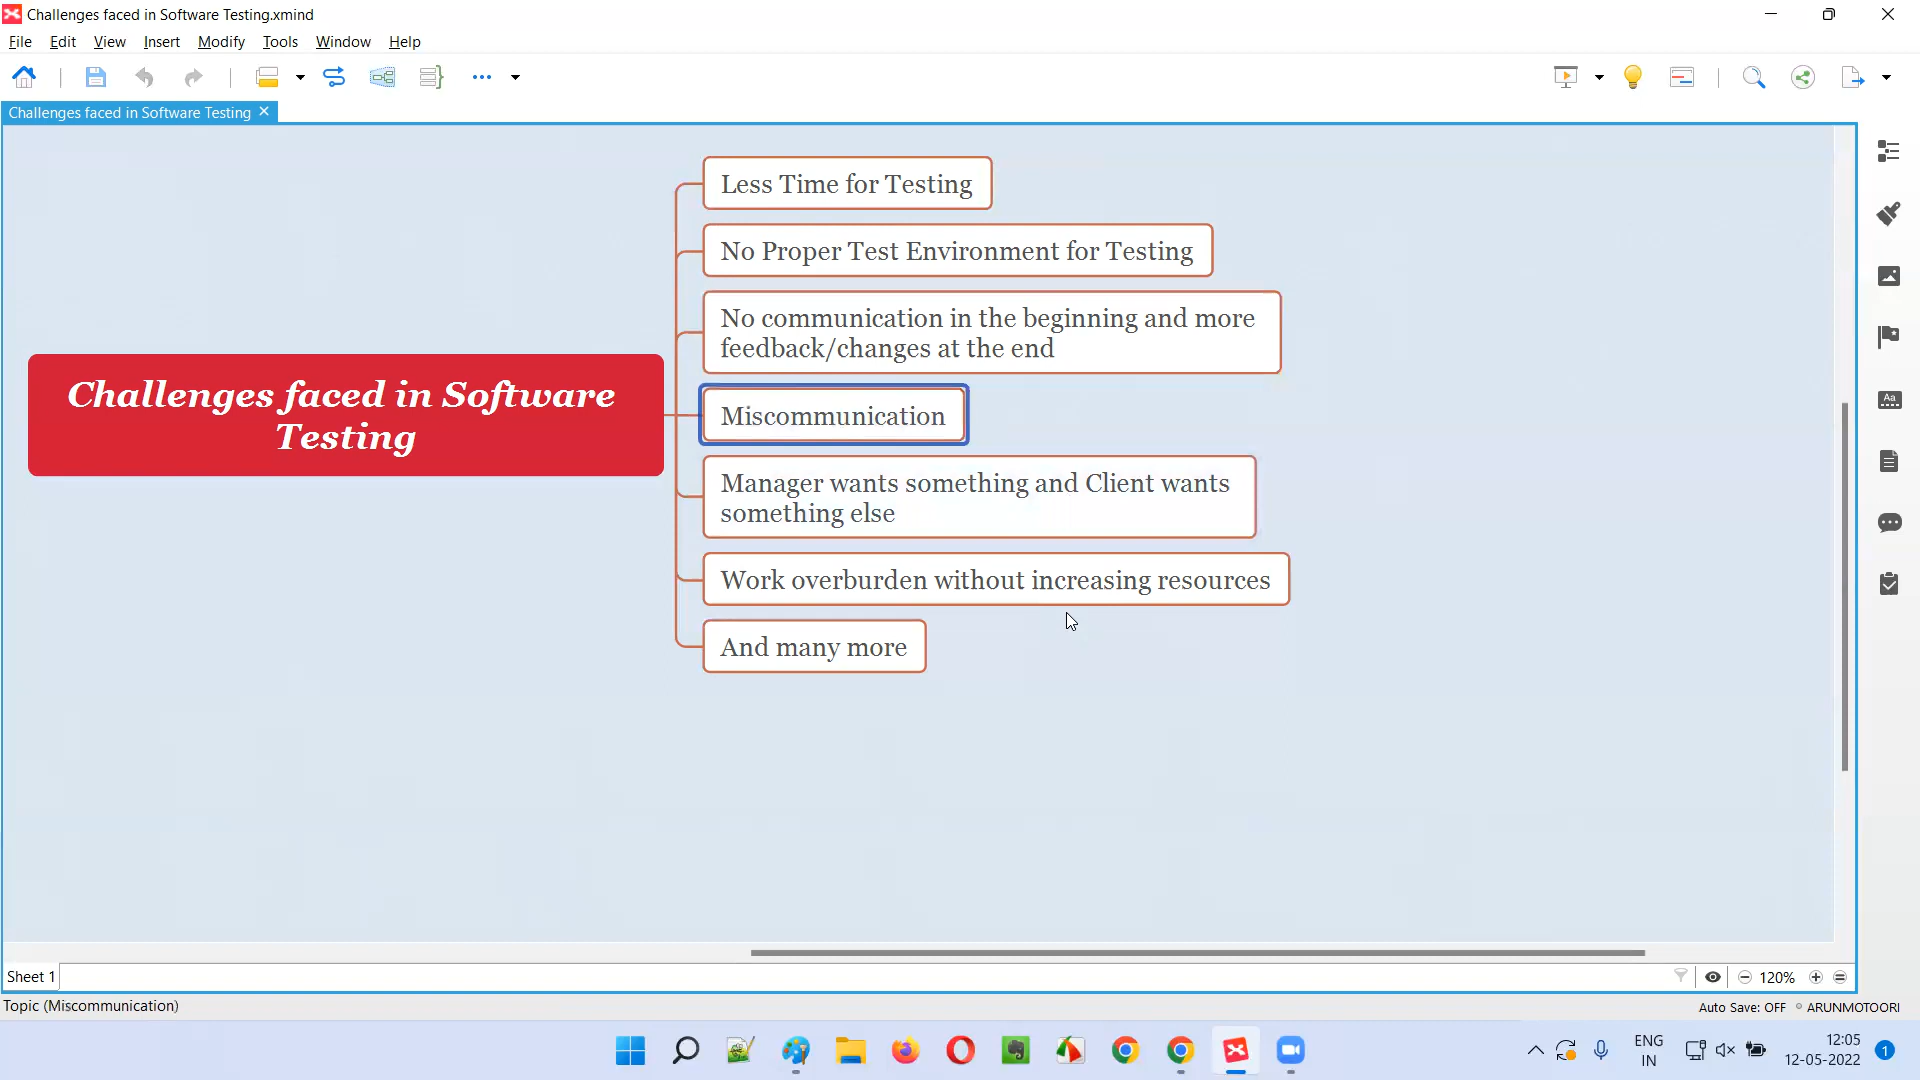 Challenges faced in Software Testing.xmind
File Edit View Insert Modify Tools Window Help
Challenges faced in Software Testing
Less Time for Testing
No Proper Test Environment for Testing
No communication in the beginning and more
feedback/changes at the end
Challenges faced in Software
Testing
Miscommunication
Manager wants something and Client wants
something else
Work overburden without increasing resources
And many more
Aa
Sheet 1
120%
Topic (Miscommunication)
Auto Save: OFF
ARUNMOTOORI
ENG
IN
12:05
12-05-2022
1